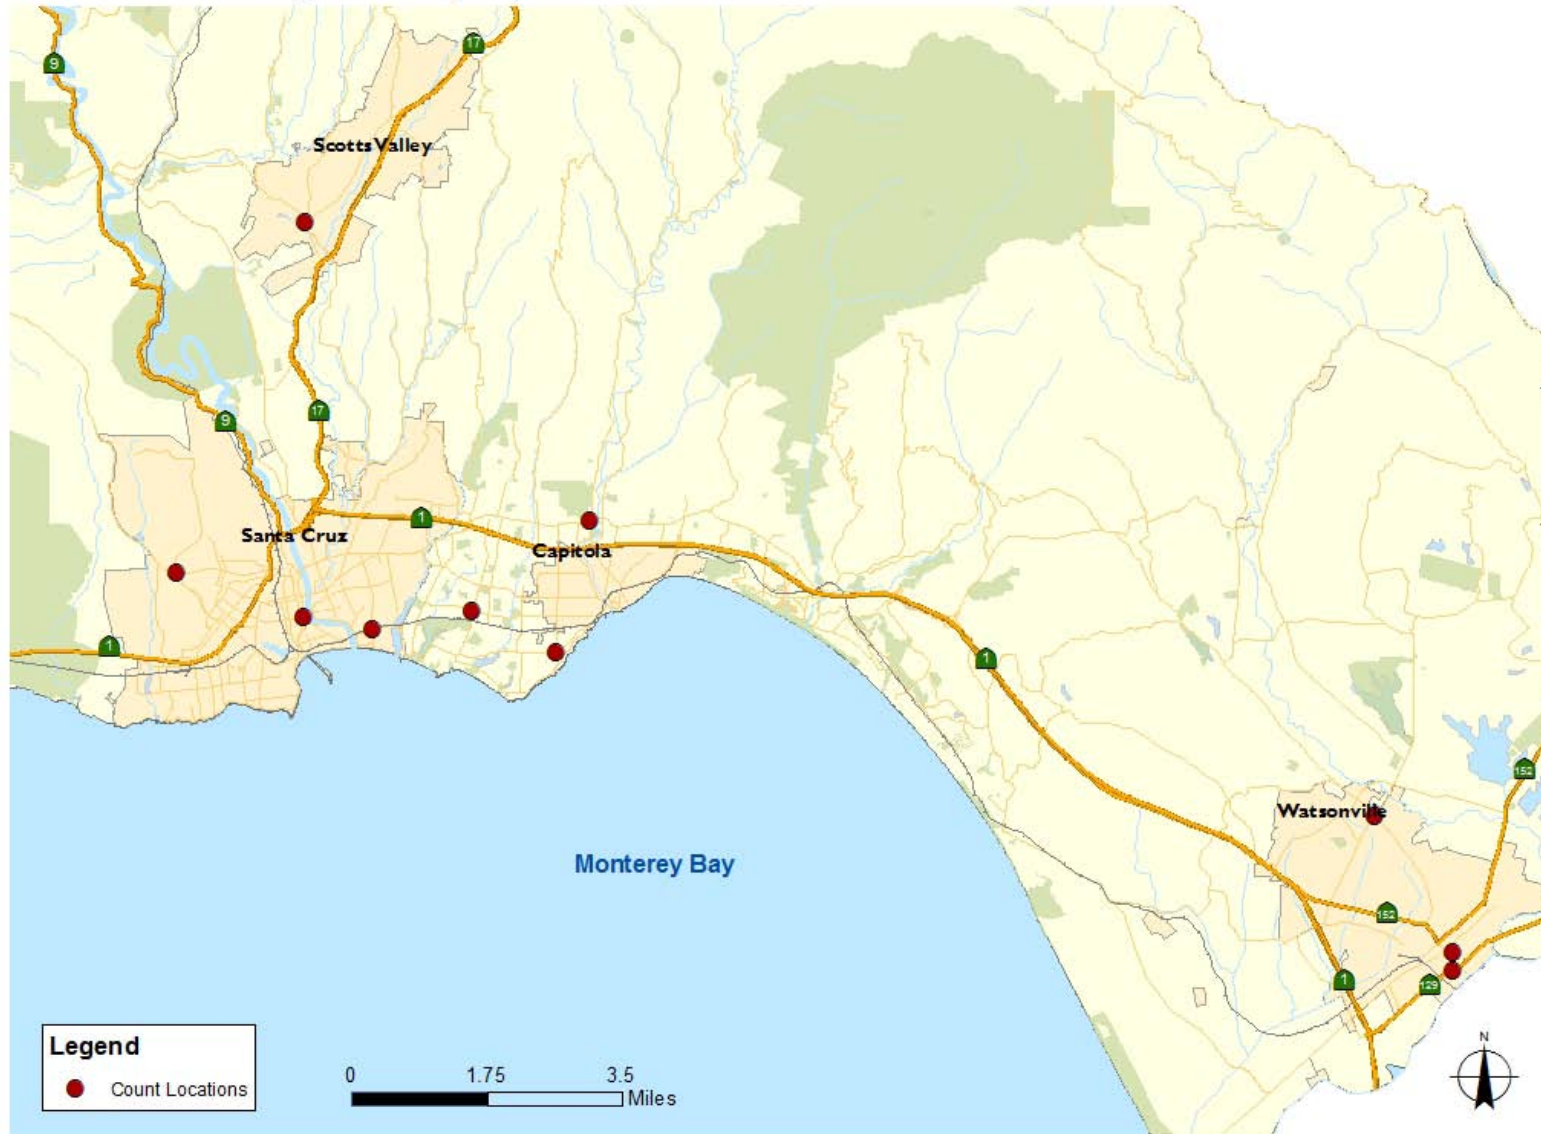 17
9
Scotts Valley
17
9
1
Santa Cruz
Capitola
1
1
Watsonville
152
Monterey Bay
152
1
129
Legend
Count Locations
0 1.75 3.5
Miles
N